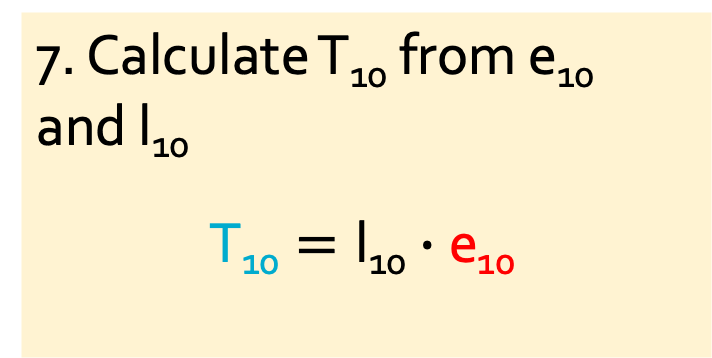 7. Calculate T₁₀ from e₁₀
and l₁₀
T₁₀ = l₁₀ · e₁₀